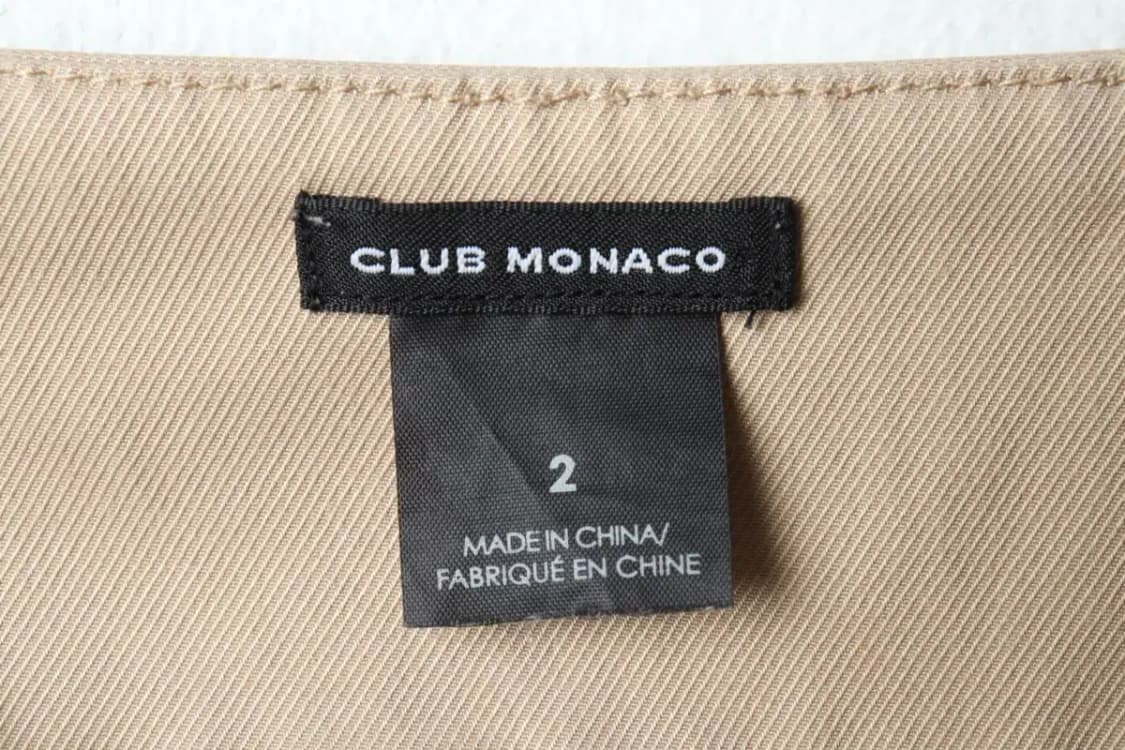 CLUB MONACO
2
MADE IN CHINA/
FABRIQUÉ EN CHINE